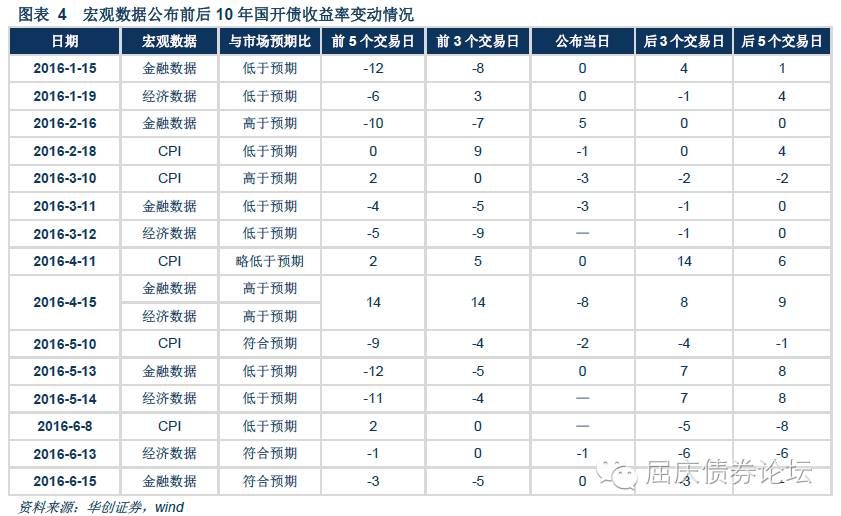 图表 4 宏观数据公布前后 10 年国开债收益率变动情况
日期 宏观数据 与市场预期比 前 5 个交易日 前 3 个交易日 公布当日 后 3 个交易日 后 5 个交易日
2016-1-15 金融数据 低于预期 -12 -8 0 4 1
2016-1-19 经济数据 低于预期 -6 3 0 -1 4
2016-2-16 金融数据 高于预期 -10 -7 5 0 0
2016-2-18 CPI 低于预期 0 9 -1 0 4
2016-3-10 CPI 高于预期 2 0 -3 -2 -2
2016-3-11 金融数据 低于预期 -4 -5 -3 -1 0
2016-3-12 经济数据 低于预期 -5 -9 — -1 0
2016-4-11 CPI 略低于预期 2 5 0 14 6
金融数据 高于预期
2016-4-15 14 14 -8 8 9
经济数据 高于预期
2016-5-10 CPI 符合预期 -9 -4 -2 -4 -1
2016-5-13 金融数据 低于预期 -12 -5 0 7 8
2016-5-14 经济数据 低于预期 -11 -4 — 7 8
2016-6-8 CPI 低于预期 2 0 — -5 -8
2016-6-13 经济数据 符合预期 -1 0 -1 -6 -6
2016-6-15 金融数据 符合预期 -3 -5 0 -3
屈庆债券论坛
资料来源：华创证券，wind